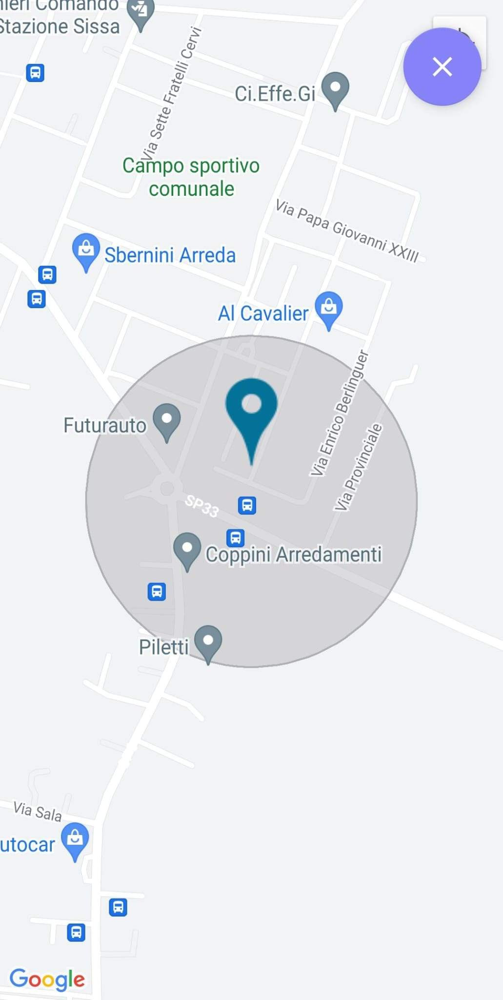 Comando
Stazione Sissa
Via Sette Fratelli Cervi
Ci.Effe.Gi
Campo sportivo
comunale
Via Papa Giovanni XXIII
Sbernini Arreda
Al Cavalier
Via Enrico Berlinguer
Futurauto
Via Provinciale
SP33
Coppini Arredamenti
Piletti
Via Sala
utocar
Google